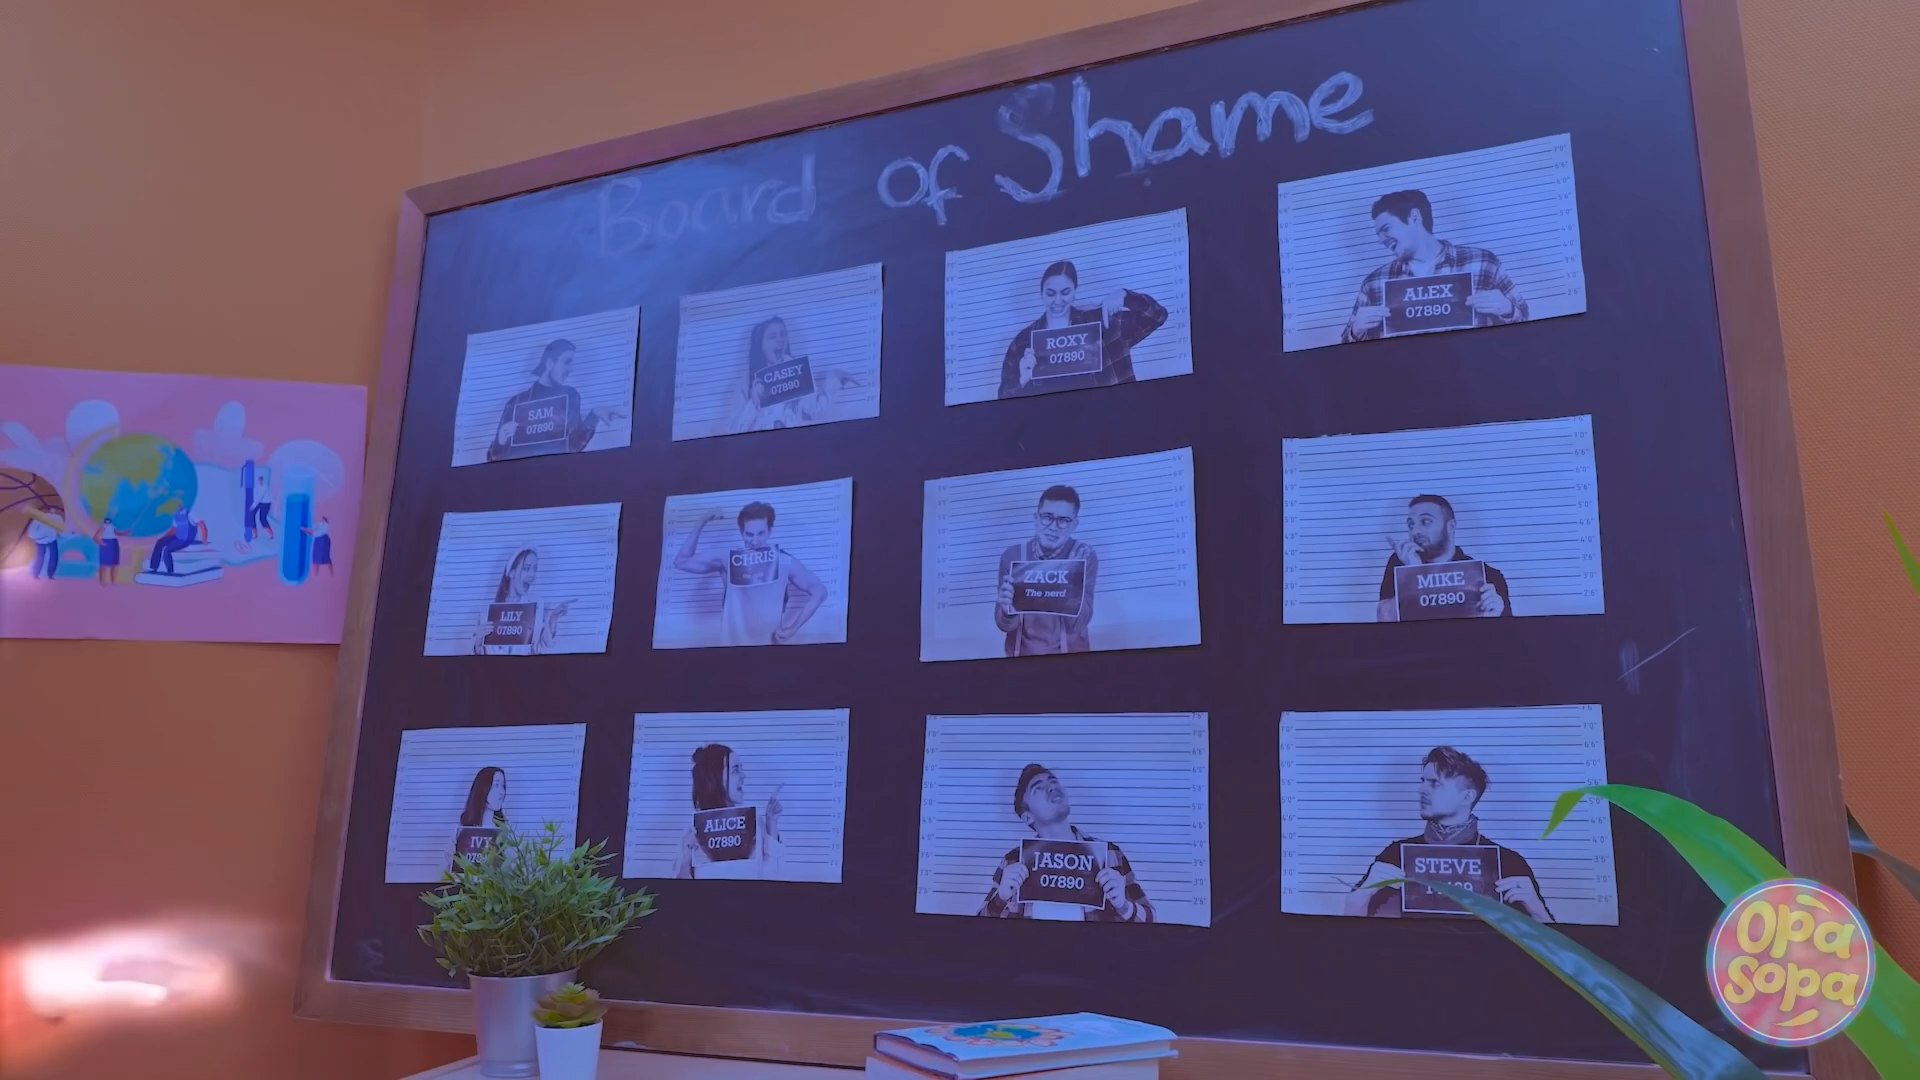 Board of Shame
SAM
07890
CASEY
07890
ROXY
07890
ALEX
07890
LILY
07890
CHRIS
ZACK
The nerd
MIKE
07890
IVY
ALICE
07890
JASON
07890
STEVE
Opa
Sopa